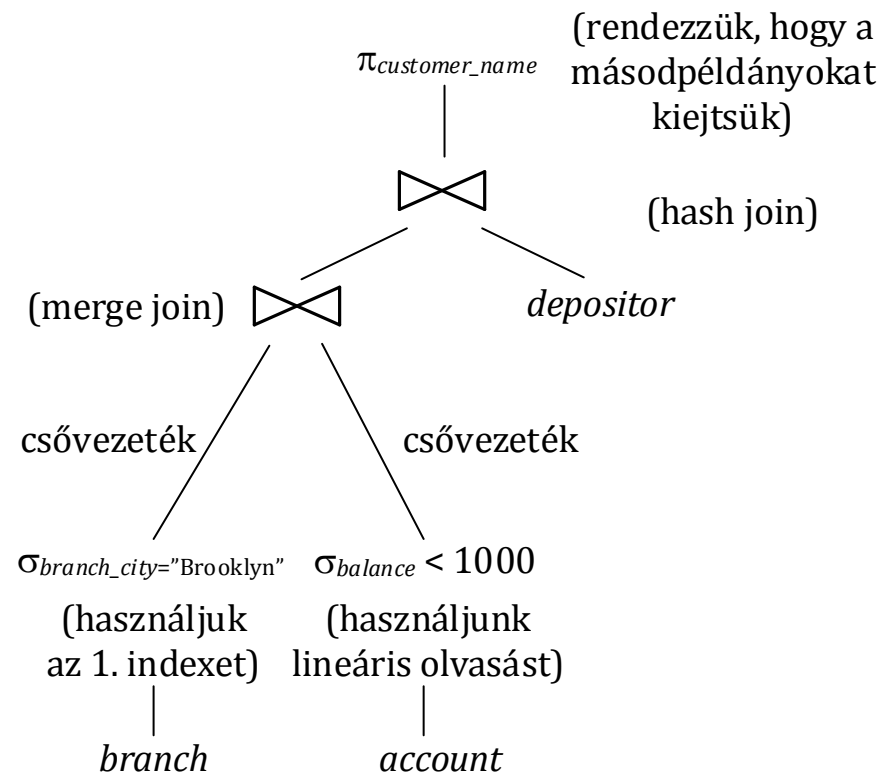 πcustomer_name
(rendezzük, hogy a
másodpéldányokat
kiejtsük)
(hash join)
(merge join)
depositor
csővezeték
csővezeték
σbranch_city=”Brooklyn”
(használjuk
az 1. indexet)
σbalance < 1000
(használjunk
lineáris olvasást)
branch
account